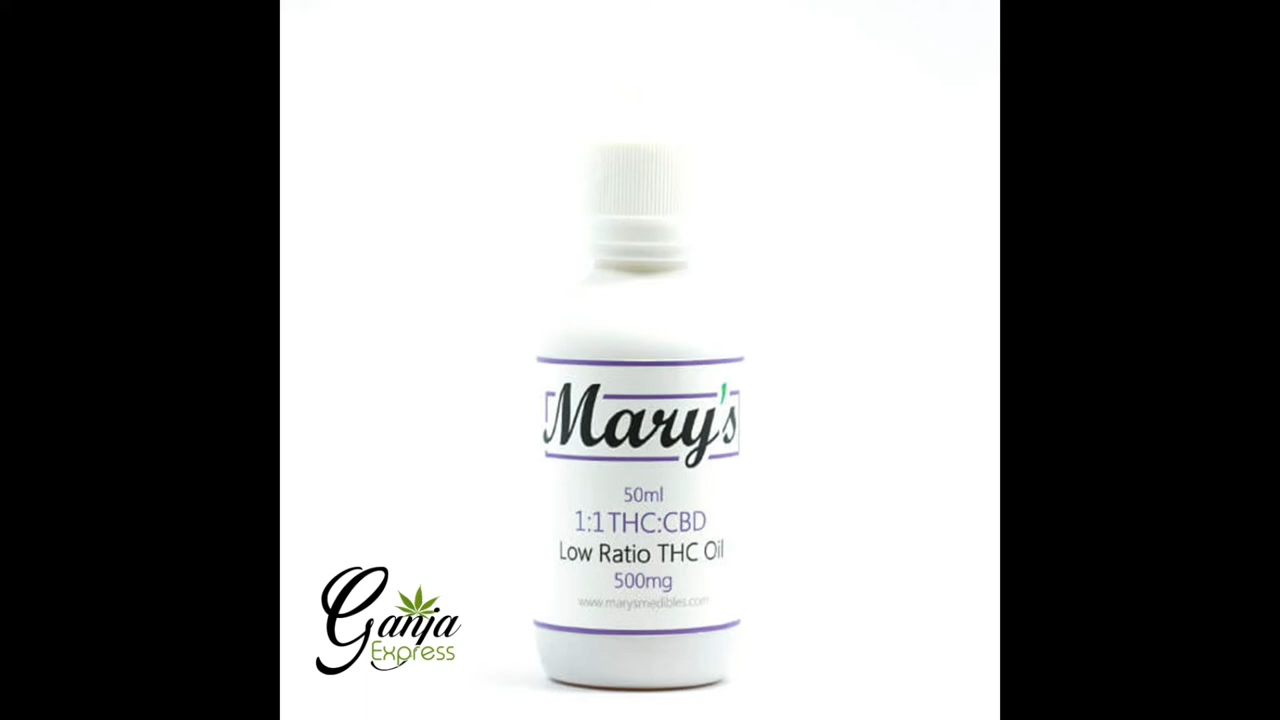 Mary's
50ml
1:1 THC:CBD
Low Ratio THC Oil
500mg
www.marysmedibles.com
Ganja
Express